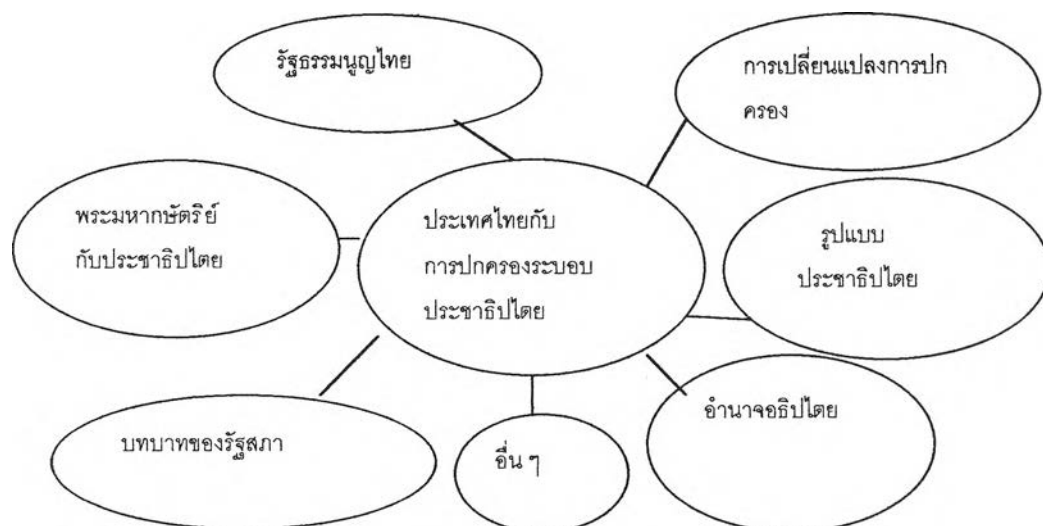 รัฐธรรมนูญไทย
การเปลี่ยนแปลงการปก
ครอง
พระมหากษัตริย์
กับประชาธิปไตย
ประเทศไทยกับ
การปกครองระบอบ
ประชาธิปไตย
รูปแบบ
ประชาธิปไตย
บทบาทของรัฐสภา
อื่น ๆ
อำนาจอธิปไตย